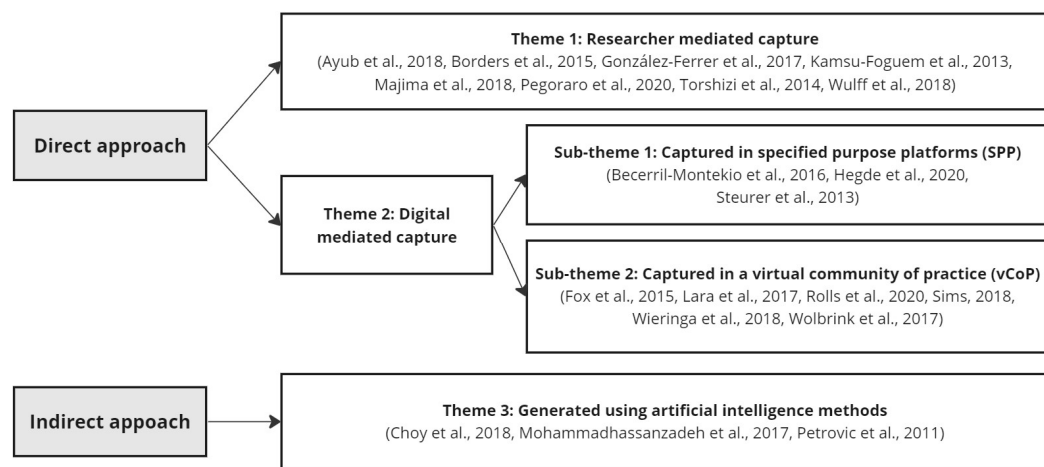 Theme 1: Researcher mediated capture
(Ayub et al., 2018, Borders et al., 2015, González-Ferrer et al., 2017, Kamsu-Foguem et al., 2013,
Majima et al., 2018, Pegoraro et al., 2020, Torshizi et al., 2014, Wulff et al., 2018)
Direct approach
Theme 2: Digital
mediated capture
Sub-theme 1: Captured in specified purpose platforms (SPP)
(Becerril-Montekio et al., 2016, Hegde et al., 2020,
Steurer et al., 2013)
Sub-theme 2: Captured in a virtual community of practice (vCoP)
(Fox et al., 2015, Lara et al., 2017, Rolls et al., 2020, Sims, 2018,
Wieringa et al., 2018, Wolbrink et al., 2017)
Indirect appoach
Theme 3: Generated using artificial intelligence methods
(Choy et al., 2018, Mohammadhassanzadeh et al., 2017, Petrovic et al., 2011)